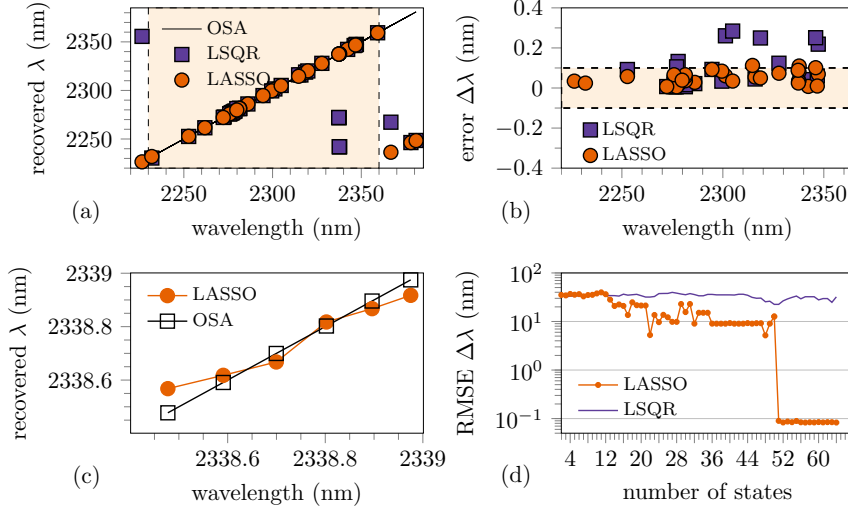 recovered λ (nm)
2350
2300
2250
OSA
LSQR
LASSO
2250
2300
2350
wavelength (nm)
(a)
error Δλ (nm)
0.4
0.2
0
−0.2
−0.4
LSQR
LASSO
2200
2250
2300
2350
wavelength (nm)
(b)
recovered λ (nm)
2339
2338.8
2338.6
LASSO
OSA
2338.6
2338.8
2339
wavelength (nm)
(c)
RMSE Δλ (nm)
10²
10¹
10⁰
10⁻¹
LASSO
LSQR
4 12 20 28 36 44 52 60
number of states
(d)